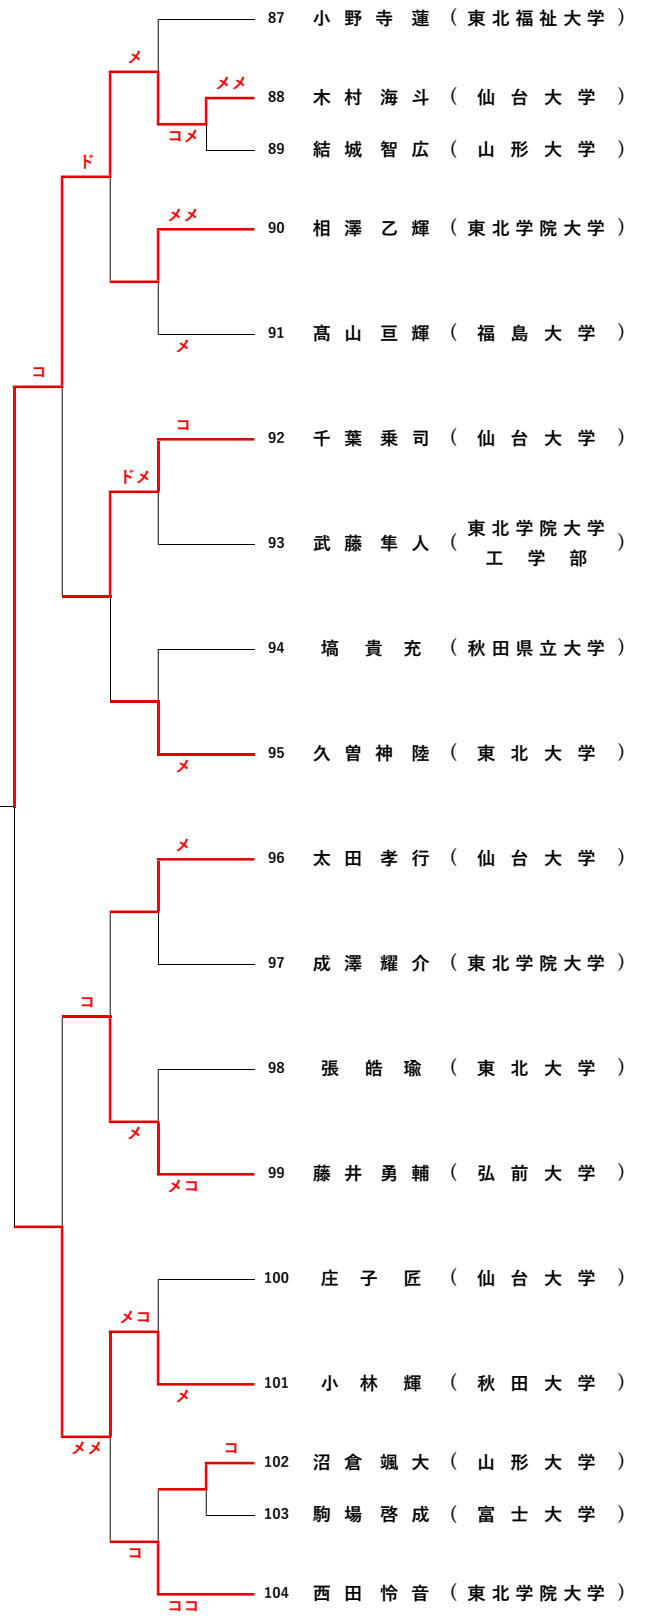 87 小野寺 蓮 ( 東北福祉大学 )
メ
メメ
88 木村 海斗 ( 仙台大学 )
コメ
89 結城 智広 ( 山形大学 )
ド
メメ
90 相澤 乙輝 ( 東北学院大学 )
91 髙山 亘輝 ( 福島大学 )
メ
コ
コ
92 千葉 乗司 ( 仙台大学 )
ドメ
93 武藤 隼人 ( 東北学院大学 )
工学部
94 塙 貴充 ( 秋田県立大学 )
95 久曽神 陸 ( 東北大学 )
メ
メ
96 太田 孝行 ( 仙台大学 )
97 成澤 耀介 ( 東北学院大学 )
コ
98 張 皓瑜 ( 東北大学 )
メ
99 藤井 勇輔 ( 弘前大学 )
メコ
100 庄子 匠 ( 仙台大学 )
メコ
101 小林 輝 ( 秋田大学 )
メ
メメ
コ
102 沼倉 颯大 ( 山形大学 )
103 駒場 啓成 ( 富士大学 )
コ
104 西田 怜音 ( 東北学院大学 )
ココ